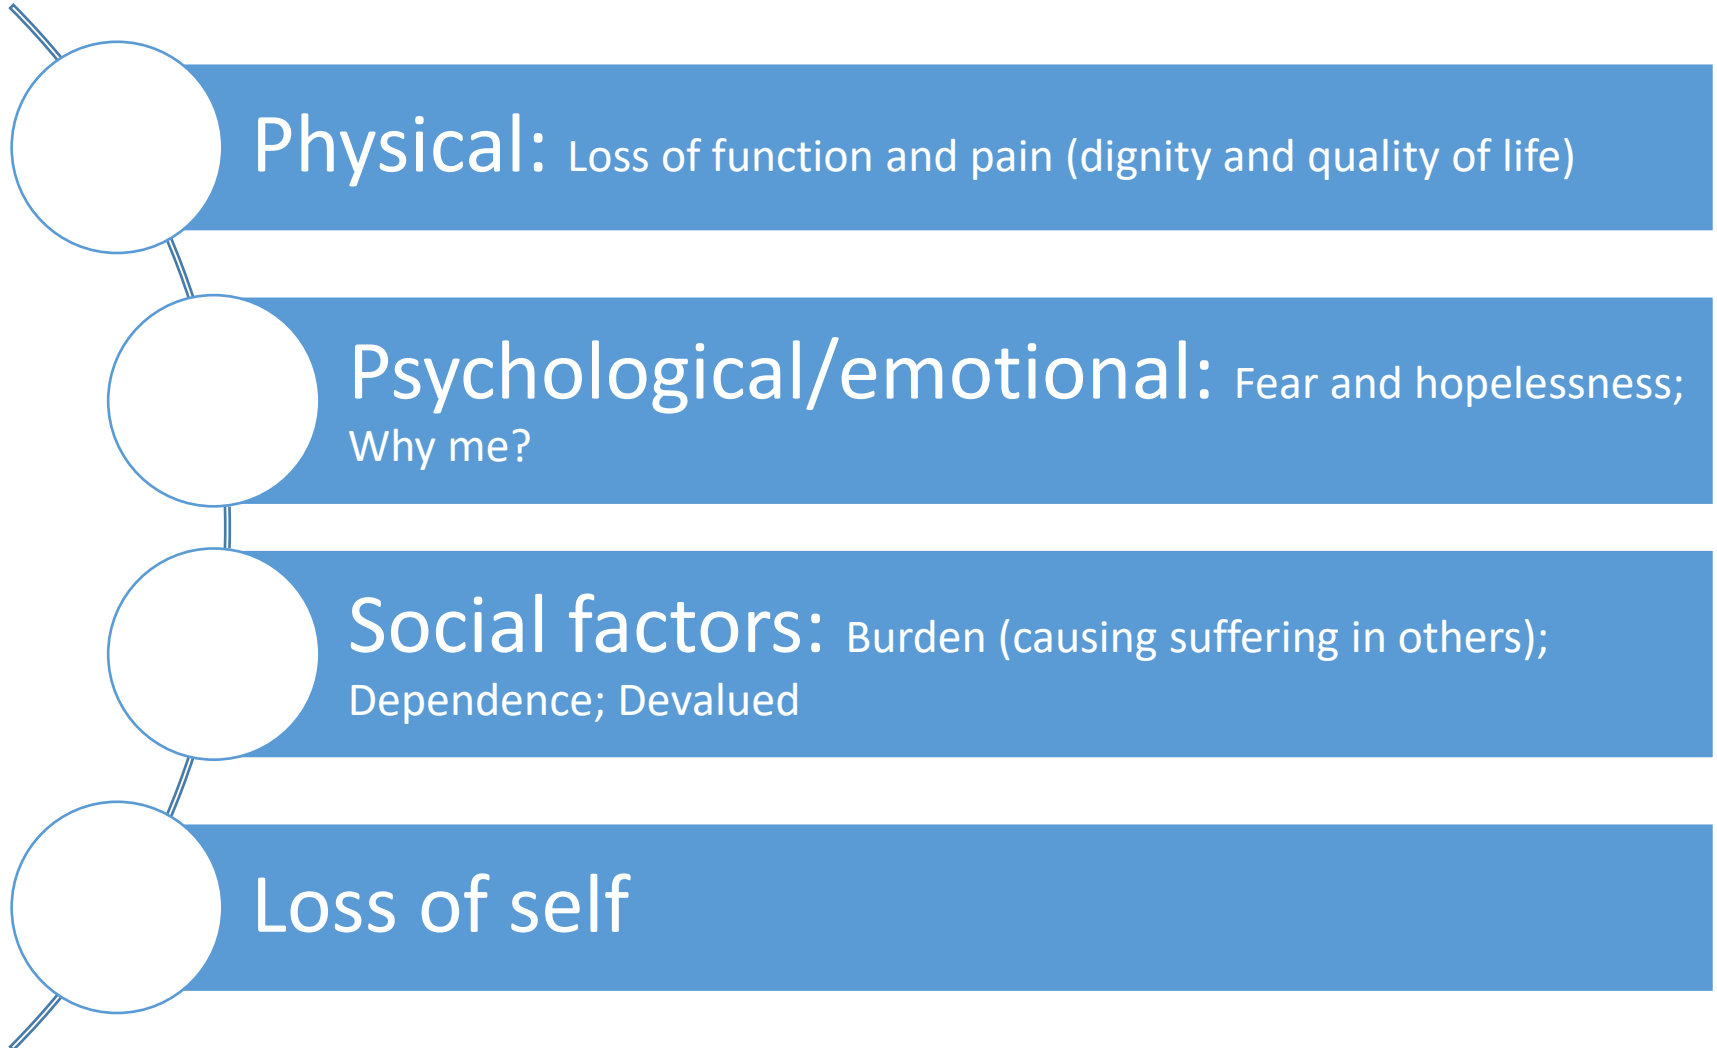 Physical: Loss of function and pain (dignity and quality of life)
Psychological/emotional: Fear and hopelessness;
Why me?
Social factors: Burden (causing suffering in others);
Dependence; Devalued
Loss of self